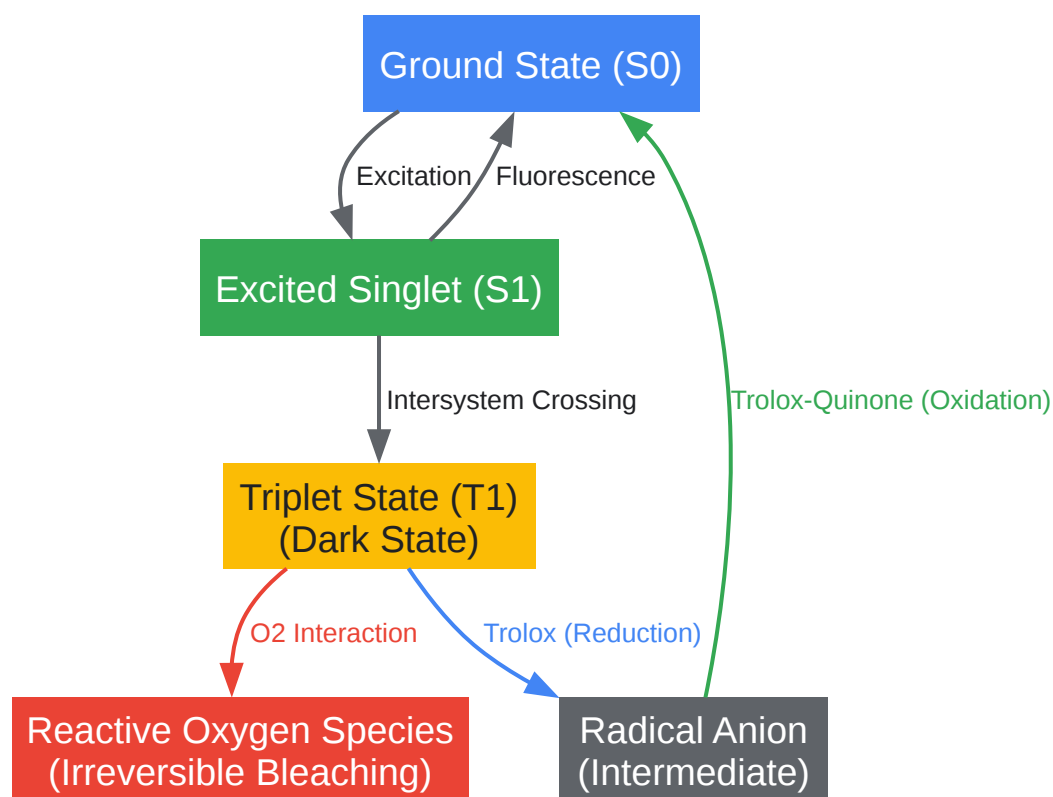 Ground State (S0)
Excitation
Fluorescence
Excited Singlet (S1)
Intersystem Crossing
Trolox-Quinone (Oxidation)
Triplet State (T1)
(Dark State)
O2 Interaction
Trolox (Reduction)
Reactive Oxygen Species
(Irreversible Bleaching)
Radical Anion
(Intermediate)